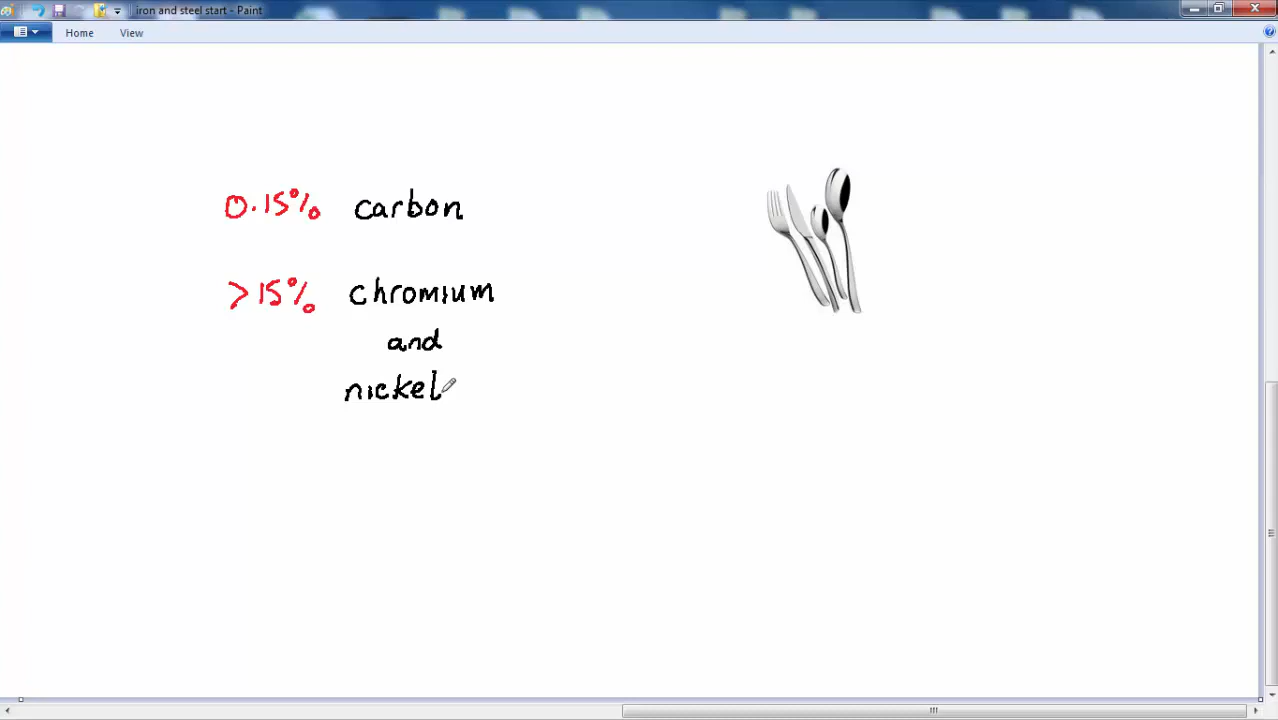 iron and steel start - Paint
Home View
0.15% carbon
>15% chromium
and
nickel